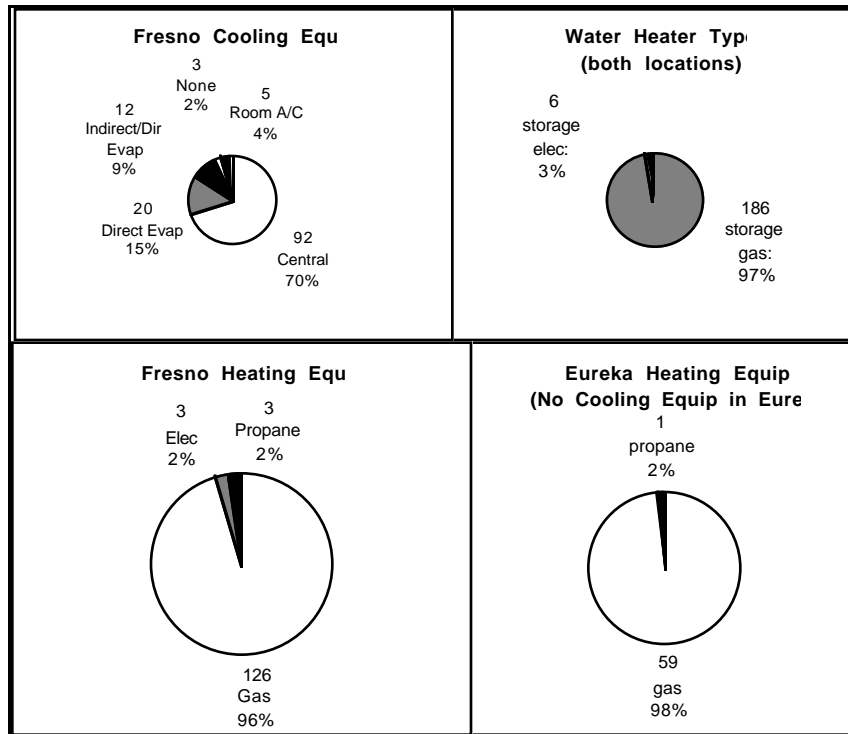 Fresno Cooling Equ
3
None
2%
5
Room A/C
4%
12
Indirect/Dir
Evap
9%
20
Direct Evap
15%
92
Central
70%
Water Heater Typ
(both locations)
6
storage
elec:
3%
186
storage
gas:
97%
Fresno Heating Equ
3
Elec
2%
3
Propane
2%
126
Gas
96%
Eureka Heating Equip
(No Cooling Equip in Eure
1
propane
2%
59
gas
98%